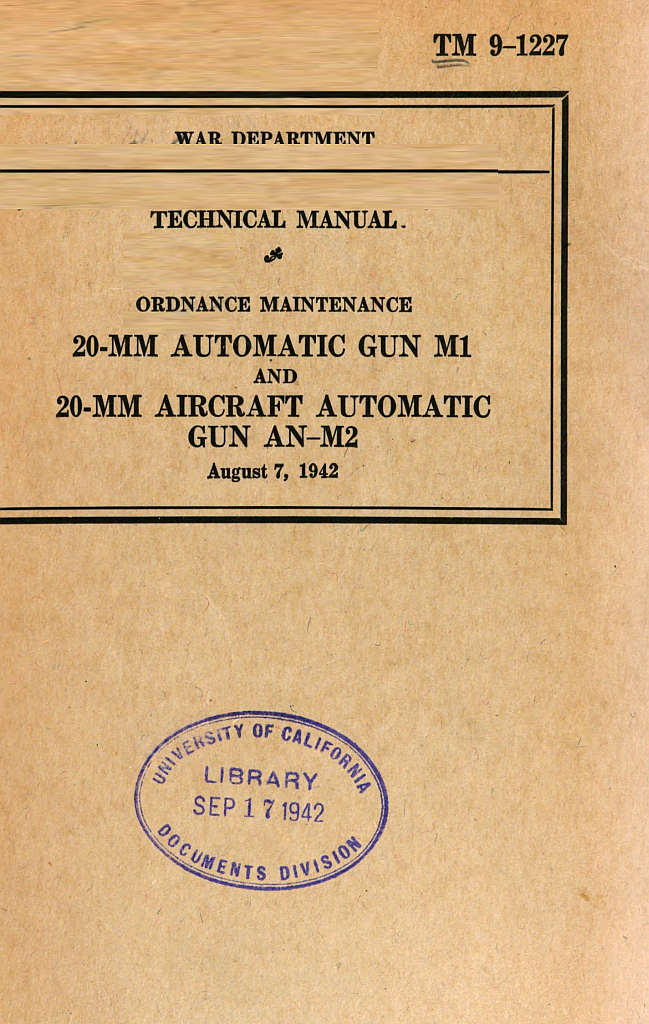 TM 9–1227
WAR DEPARTMENT
TECHNICAL MANUAL
ORDNANCE MAINTENANCE
20-MM AUTOMATIC GUN M1
AND
20-MM AIRCRAFT AUTOMATIC
GUN AN–M2
August 7, 1942
UNIVERSITY OF CALIFORNIA
LIBRARY
SEP 17 1942
DOCUMENTS DIVISION